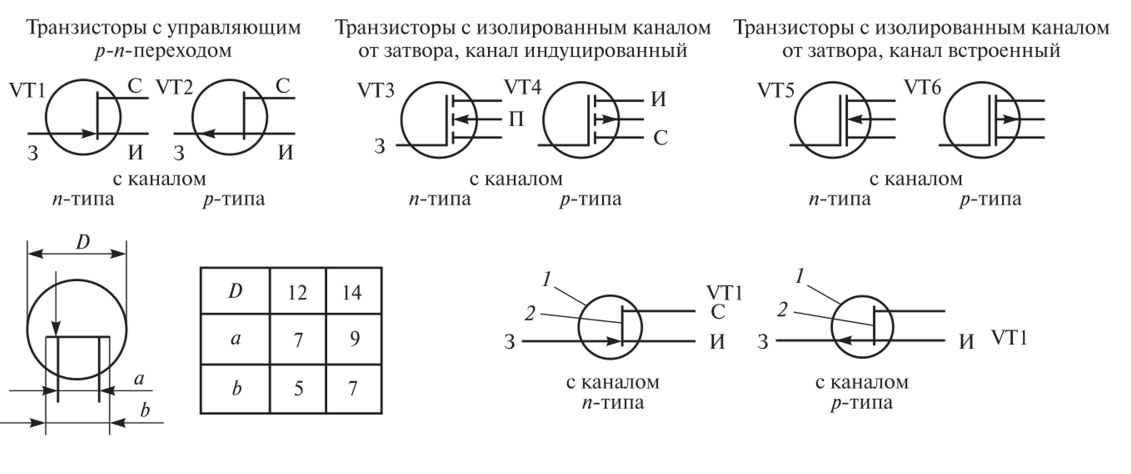 Транзисторы с управляющим
p-n-переходом
Транзисторы с изолированным каналом
от затвора, канал индуцированный
Транзисторы с изолированным каналом
от затвора, канал встроенный
VT1
С
З
И
VT2
С
З
И
с каналом
n-типа
p-типа
VT3
З
П
VT4
И
С
с каналом
n-типа
p-типа
VT5
VT6
с каналом
n-типа
p-типа
D
a
b
D 12 14
a 7 9
b 5 7
1
2
VT1
С
З
И
с каналом
n-типа
1
2
З
И
VT1
с каналом
p-типа